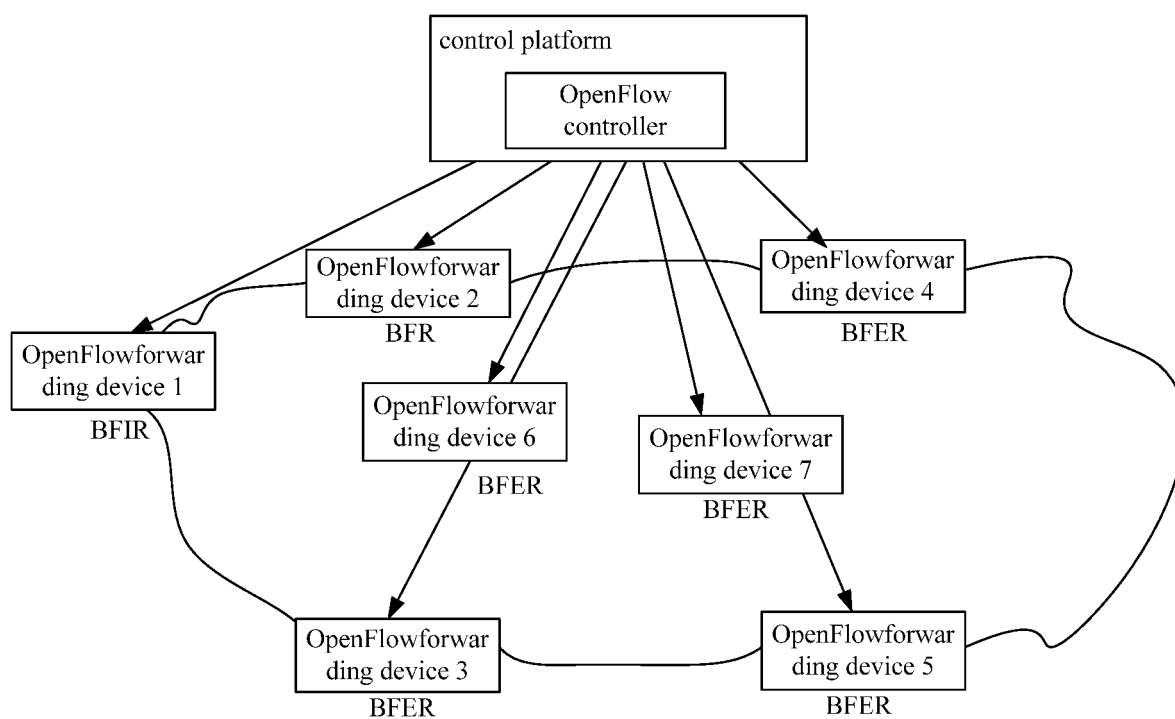 control platform
OpenFlow
controller
OpenFlowforwar
ding device 2
BFR
OpenFlowforwar
ding device 4
BFER
OpenFlowforwar
ding device 1
BFIR
OpenFlowforwar
ding device 6
BFER
OpenFlowforwar
ding device 7
BFER
OpenFlowforwar
ding device 3
BFER
OpenFlowforwar
ding device 5
BFER